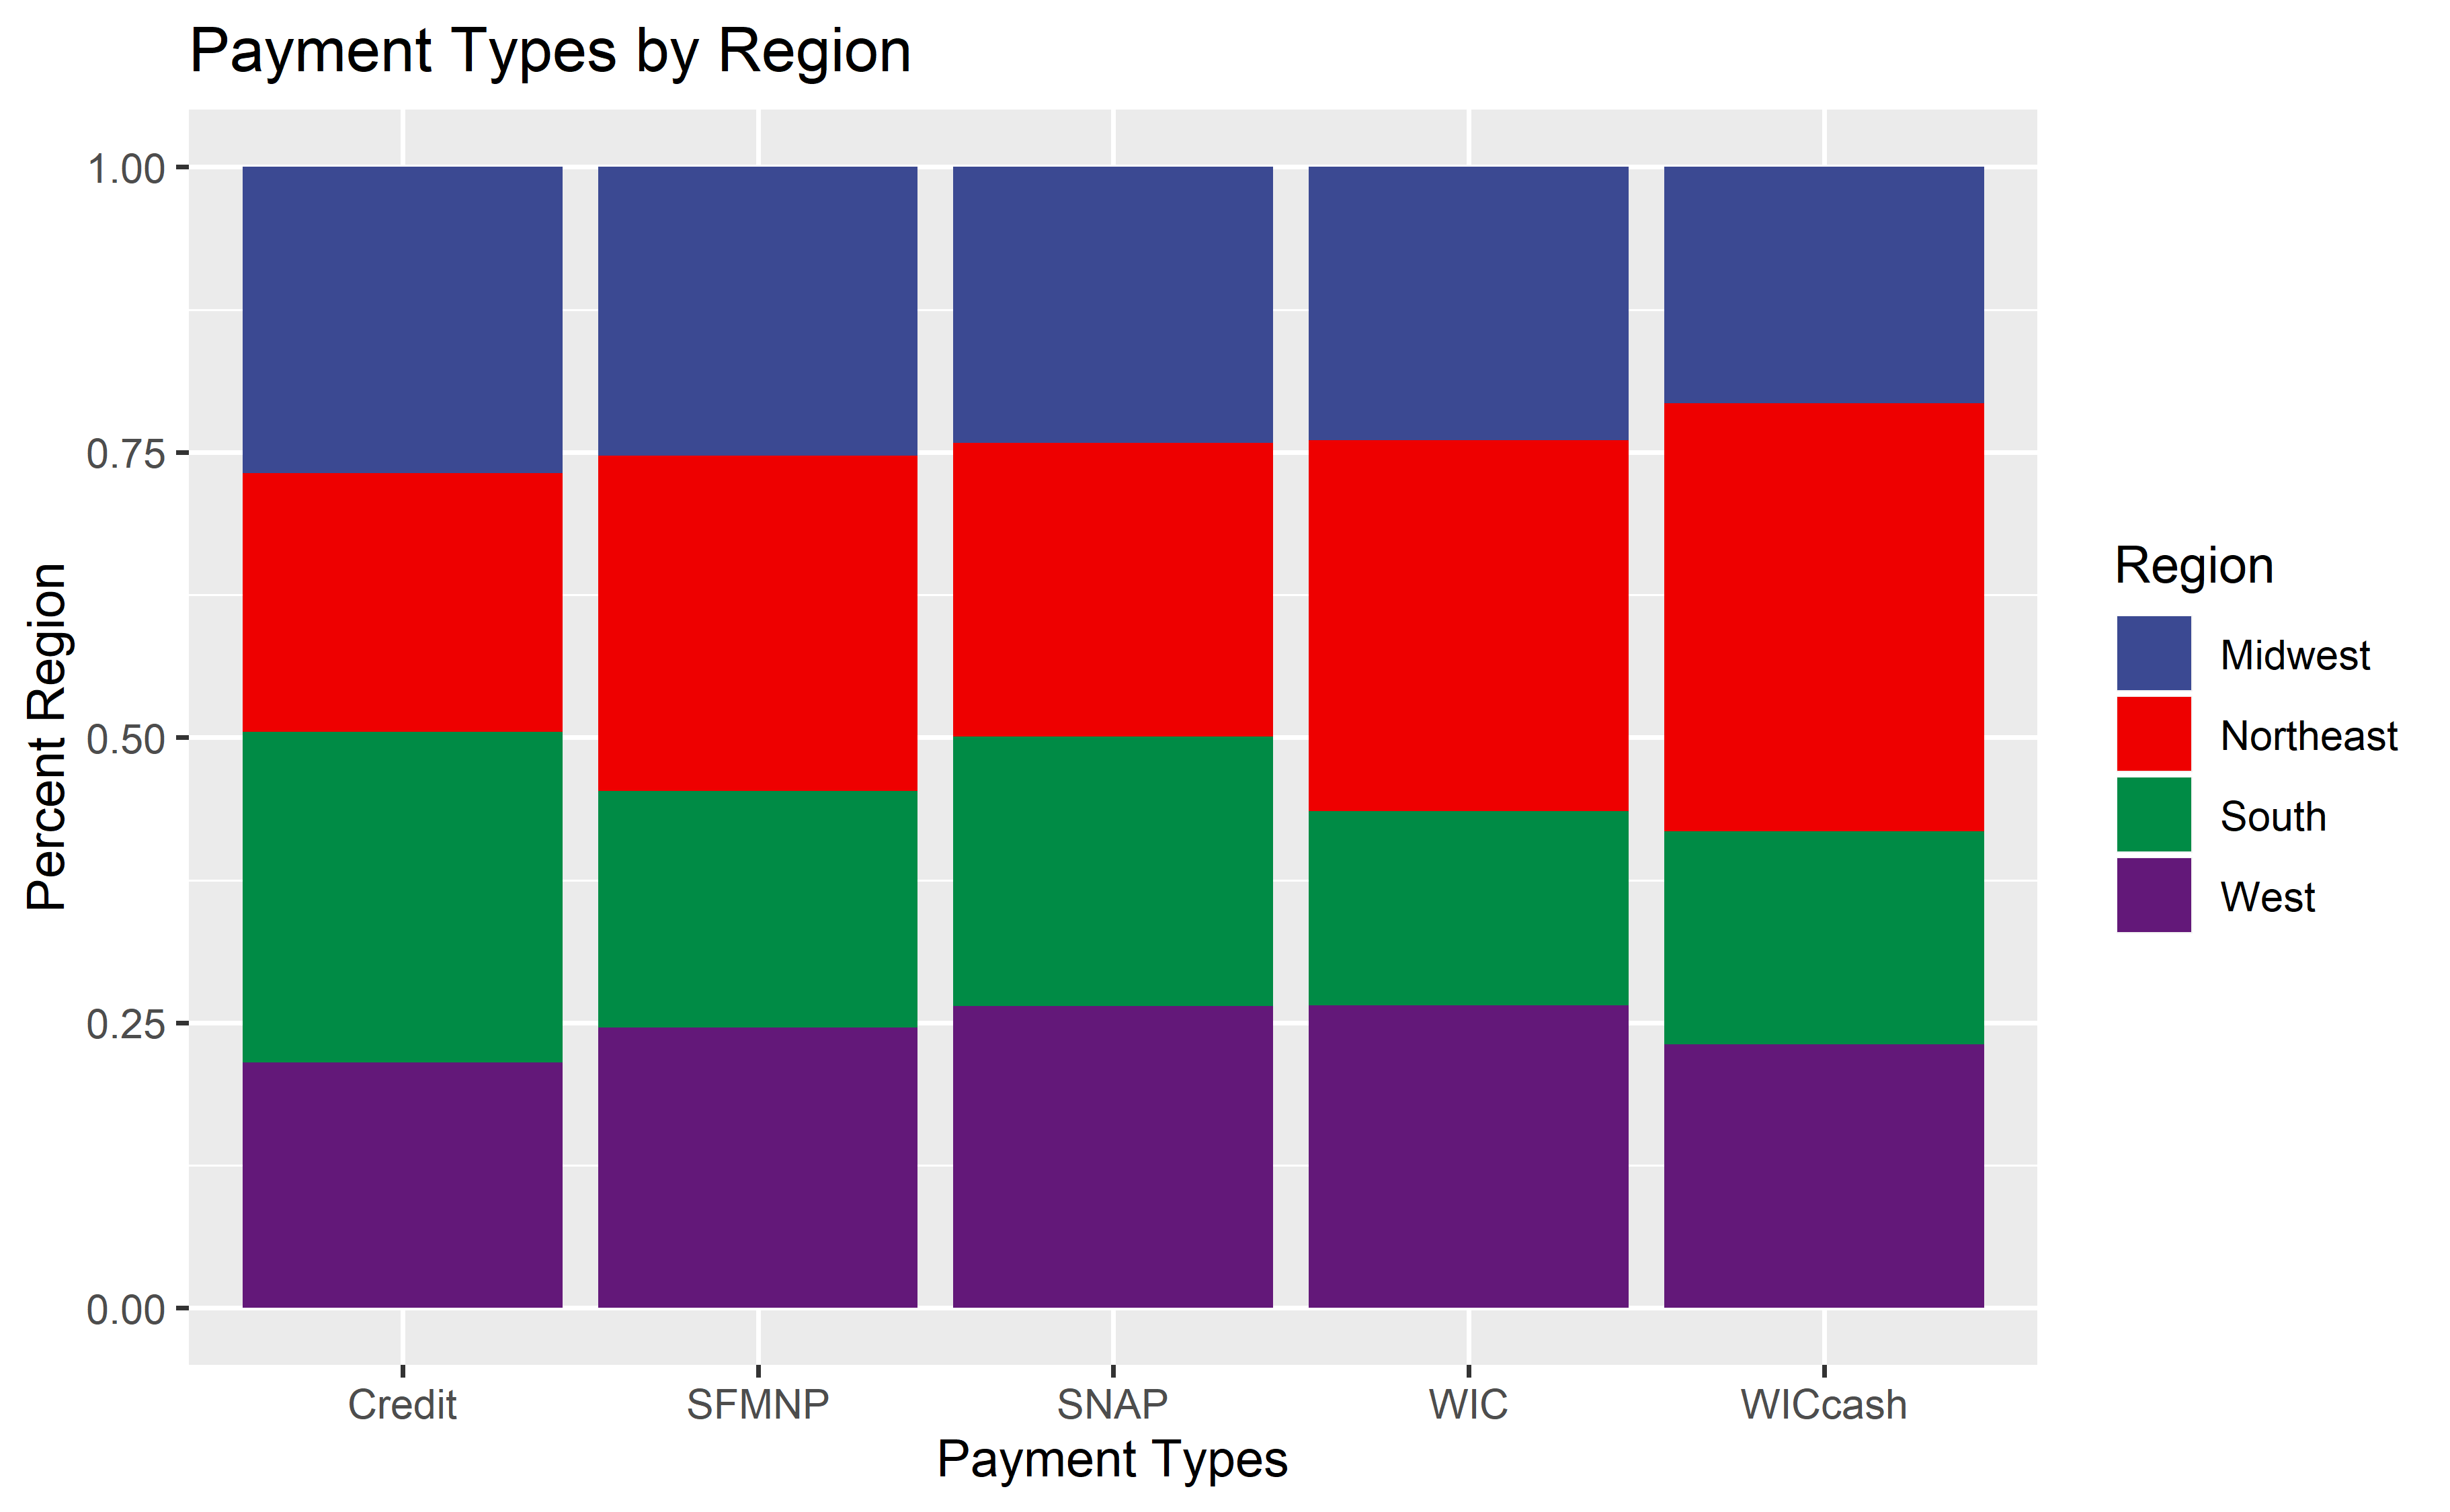 Payment Types by Region
Percent Region
1.00
0.75
0.50
0.25
0.00
Credit
SFMNP
SNAP
WIC
WICcash
Payment Types
Region
Midwest
Northeast
South
West